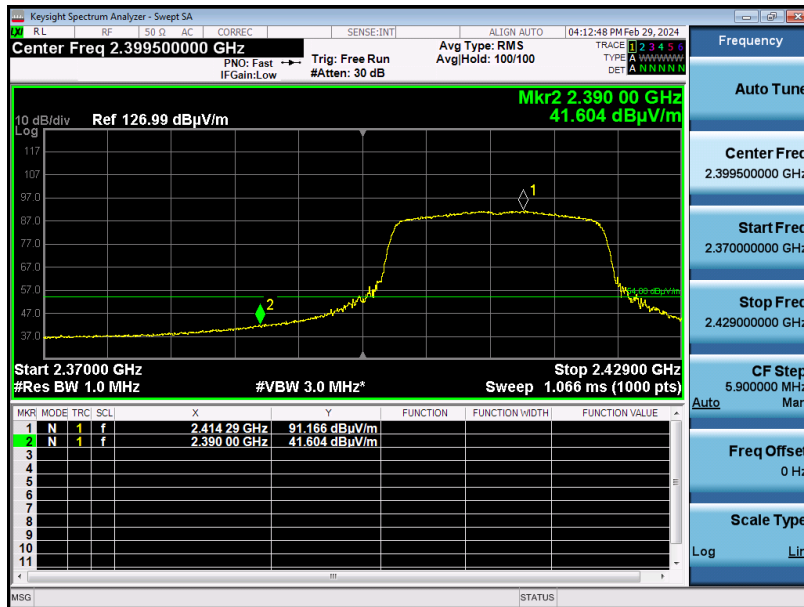 Keysight Spectrum Analyzer - Swept SA
LXI RL RF 50 Ω AC CORREC SENSE:INT ALIGN AUTO 04:12:48 PM Feb 29, 2024
Center Freq 2.399500000 GHz
PNO: Fast
IFGain:Low
Trig: Free Run
#Atten: 30 dB
Avg Type: RMS
Avg|Hold: 100/100
TRACE 1 2 3 4 5 6
TYPE A WWWWW
DET A N N N N N
Mkr2 2.390 00 GHz
41.604 dBµV/m
10 dB/div Ref 126.99 dBµV/m
Log
117
107
97.0
87.0
77.0
67.0
57.0
47.0
37.0
1
2
54.00 dBµV/m
Start 2.37000 GHz Stop 2.42900 GHz
#Res BW 1.0 MHz #VBW 3.0 MHz* Sweep 1.066 ms (1000 pts)
MKR MODE TRC SCL X Y FUNCTION FUNCTION WIDTH FUNCTION VALUE
1 N 1 f 2.414 29 GHz 91.166 dBµV/m
2 N 1 f 2.390 00 GHz 41.604 dBµV/m
3
4
5
6
7
8
9
10
11
MSG STATUS
Frequency
Auto Tune
Center Freq
2.399500000 GHz
Start Freq
2.370000000 GHz
Stop Freq
2.429000000 GHz
CF Step
5.900000 MHz
Auto Man
Freq Offset
0 Hz
Scale Type
Log Lin